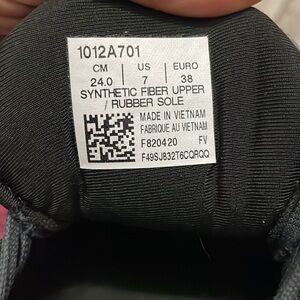 1012A701
CM US EURO
24.0 7 38
SYNTHETIC FIBER UPPER
/ RUBBER SOLE
MADE IN VIETNAM
FABRIQUE AU VIETNAM
F820420 FV
F49SJ832T6CQRQQ